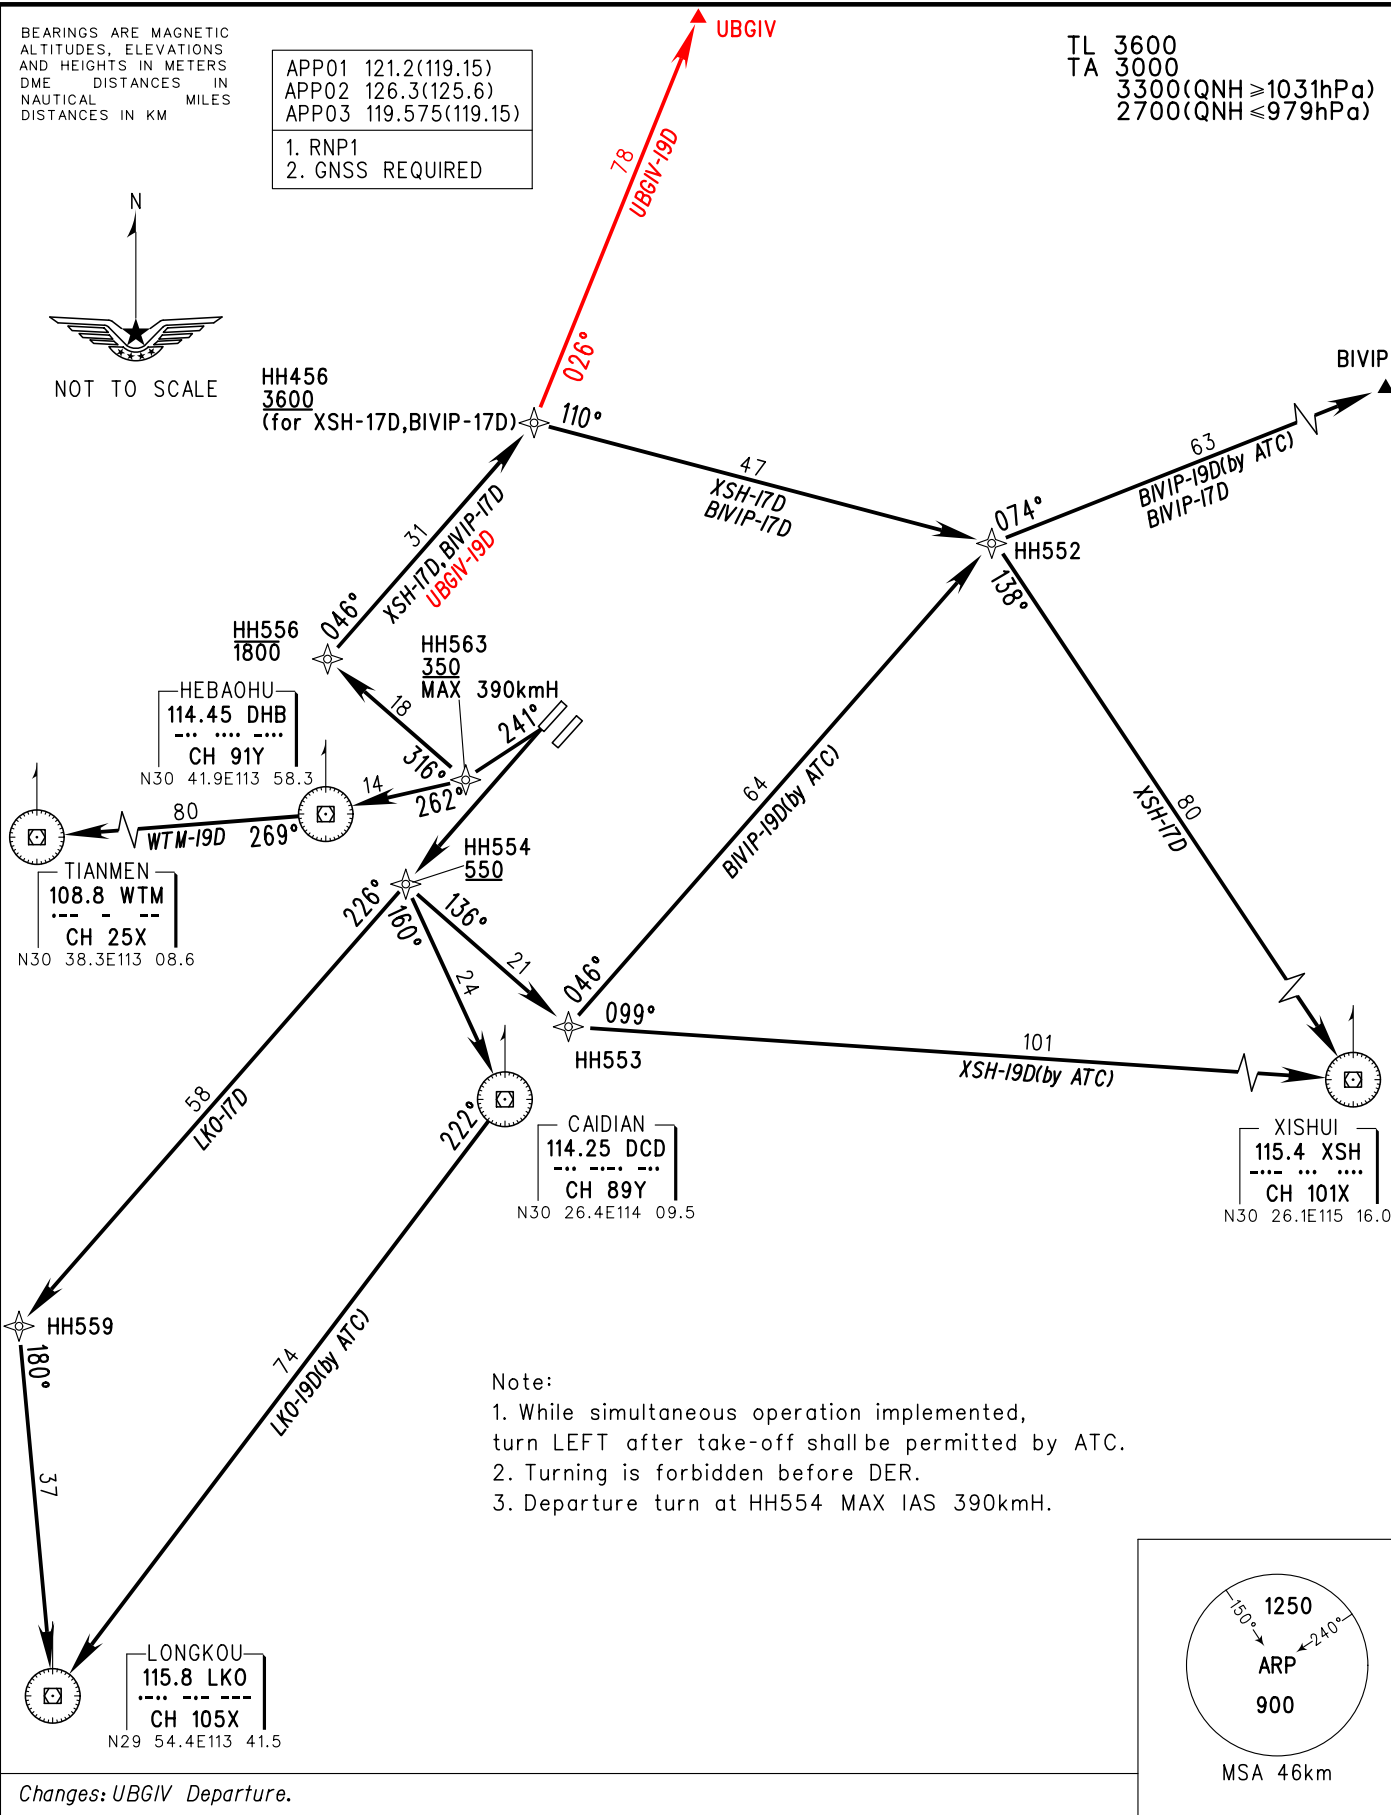 BEARINGS ARE MAGNETIC
ALTITUDES, ELEVATIONS
AND HEIGHTS IN METERS
DME DISTANCES IN
NAUTICAL MILES
DISTANCES IN KM
APP01 121.2(119.15)
APP02 126.3(125.6)
APP03 119.575(119.15)
1. RNP1
2. GNSS REQUIRED
UBGIV
TL 3600
TA 3000
3300(QNH ≥1031hPa)
2700(QNH ≤979hPa)
78
UBGIV-19D
026°
N
NOT TO SCALE
HH456
3600
(for XSH-17D,BIVIP-17D)
110°
47
XSH-17D
BIVIP-17D
BIVIP
63
BIVIP-19D(by ATC)
BIVIP-17D
074°
HH552
138°
31
XSH-17D, BIVIP-17D
UBGIV-19D
046°
HH556
1800
HH563
350
MAX 390kmH
18
316°
241°
HEBAOHU
114.45 DHB
CH 91Y
N30 41.9E113 58.3
14
262°
80
WTM-19D
269°
TIANMEN
108.8 WTM
CH 25X
N30 38.3E113 08.6
HH554
550
226°
160°
136°
21
24
64
BIVIP-19D(by ATC)
80
XSH-17D
046°
099°
HH553
101
XSH-19D(by ATC)
58
LKO-17D
222°
CAIDIAN
114.25 DCD
CH 89Y
N30 26.4E114 09.5
XISHUI
115.4 XSH
CH 101X
N30 26.1E115 16.0
HH559
180°
37
74
LKO-19D(by ATC)
Note:
1. While simultaneous operation implemented,
turn LEFT after take-off shall be permitted by ATC.
2. Turning is forbidden before DER.
3. Departure turn at HH554 MAX IAS 390kmH.
LONGKOU
115.8 LKO
CH 105X
N29 54.4E113 41.5
150°
1250
240°
ARP
900
MSA 46km
Changes: UBGIV Departure.